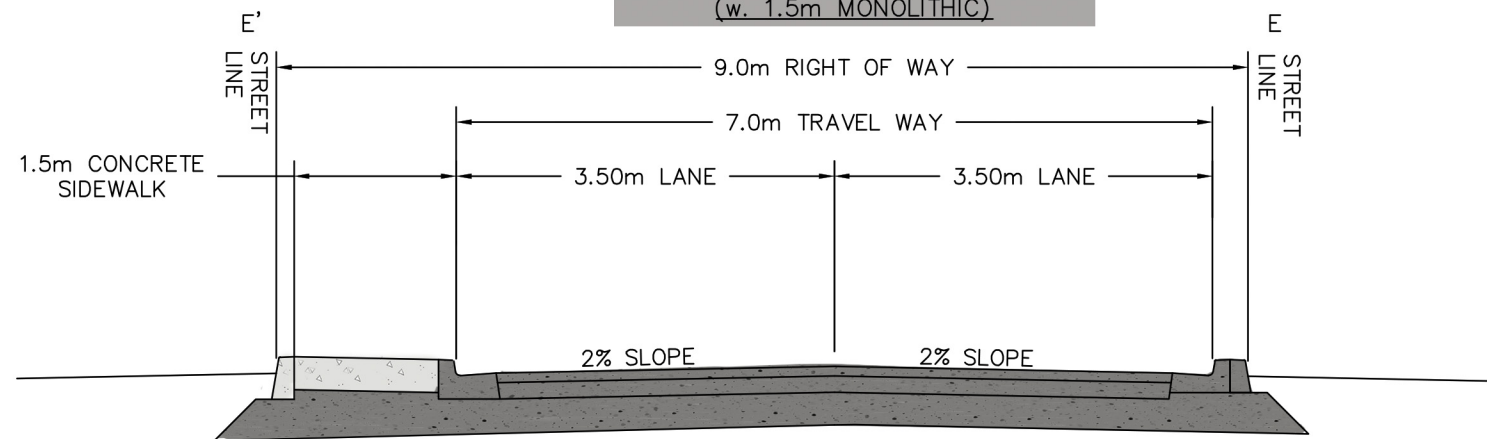 (w. 1.5m MONOLITHIC)
E'
E
STREET
LINE
STREET
LINE
9.0m RIGHT OF WAY
7.0m TRAVEL WAY
1.5m CONCRETE
SIDEWALK
3.50m LANE
3.50m LANE
2% SLOPE
2% SLOPE